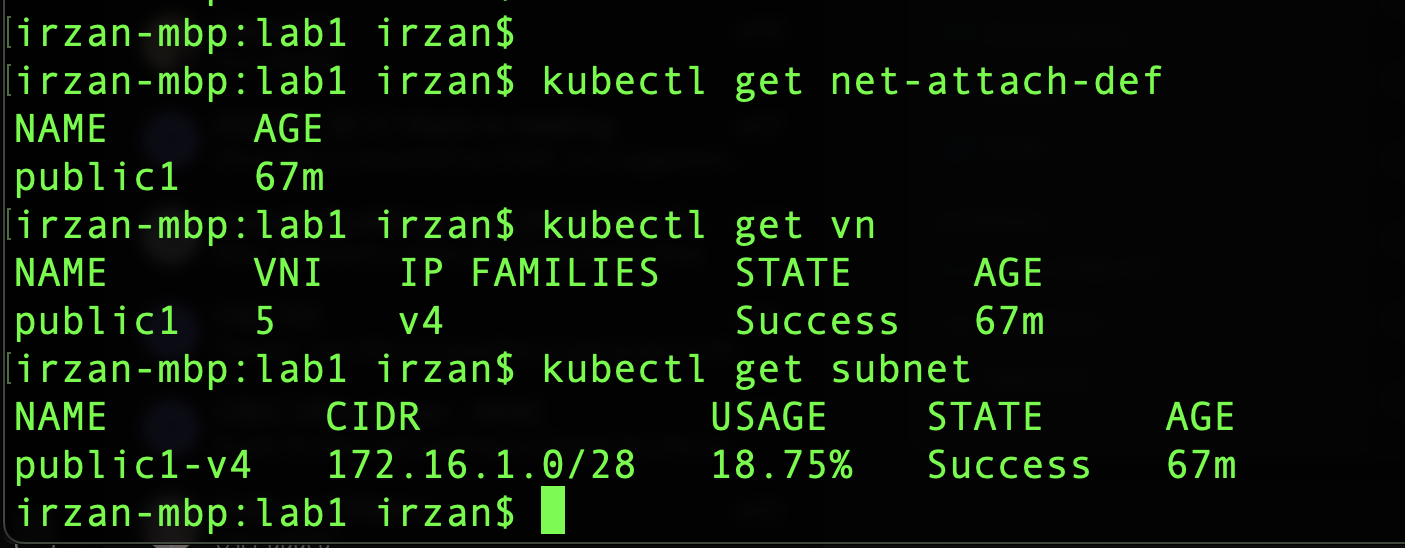 irzan-mbp:lab1 irzan$
irzan-mbp:lab1 irzan$ kubectl get net-attach-def
NAME      AGE
public1   67m
irzan-mbp:lab1 irzan$ kubectl get vn
NAME      VNI   IP FAMILIES   STATE     AGE
public1   5     v4            Success   67m
irzan-mbp:lab1 irzan$ kubectl get subnet
NAME         CIDR            USAGE    STATE     AGE
public1-v4   172.16.1.0/28   18.75%   Success   67m
irzan-mbp:lab1 irzan$